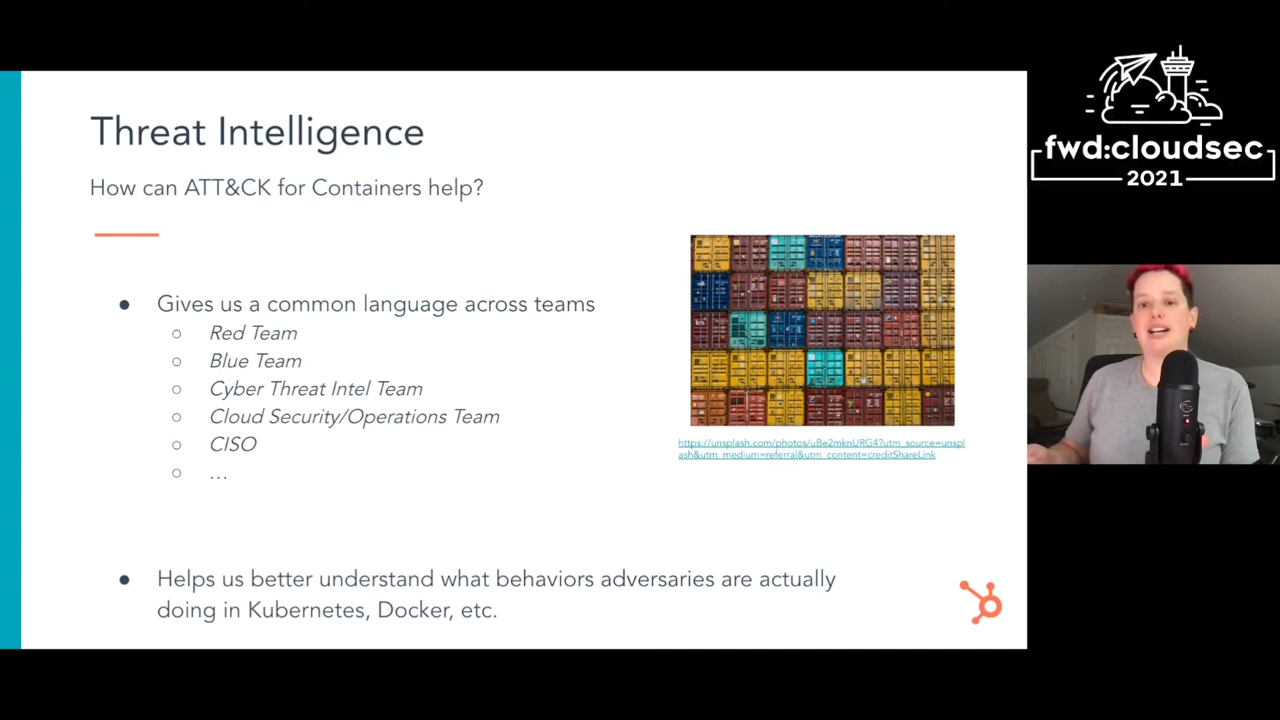 Threat Intelligence
How can ATT&CK for Containers help?
● Gives us a common language across teams
○ Red Team
○ Blue Team
○ Cyber Threat Intel Team
○ Cloud Security/Operations Team
○ CISO
○ ...
https://unsplash.com/photos/uBe2mknURG4?utm_source=unspl
ash&utm_medium=referral&utm_content=creditShareLink
● Helps us better understand what behaviors adversaries are actually
doing in Kubernetes, Docker, etc.
fwd:cloudsec
2021